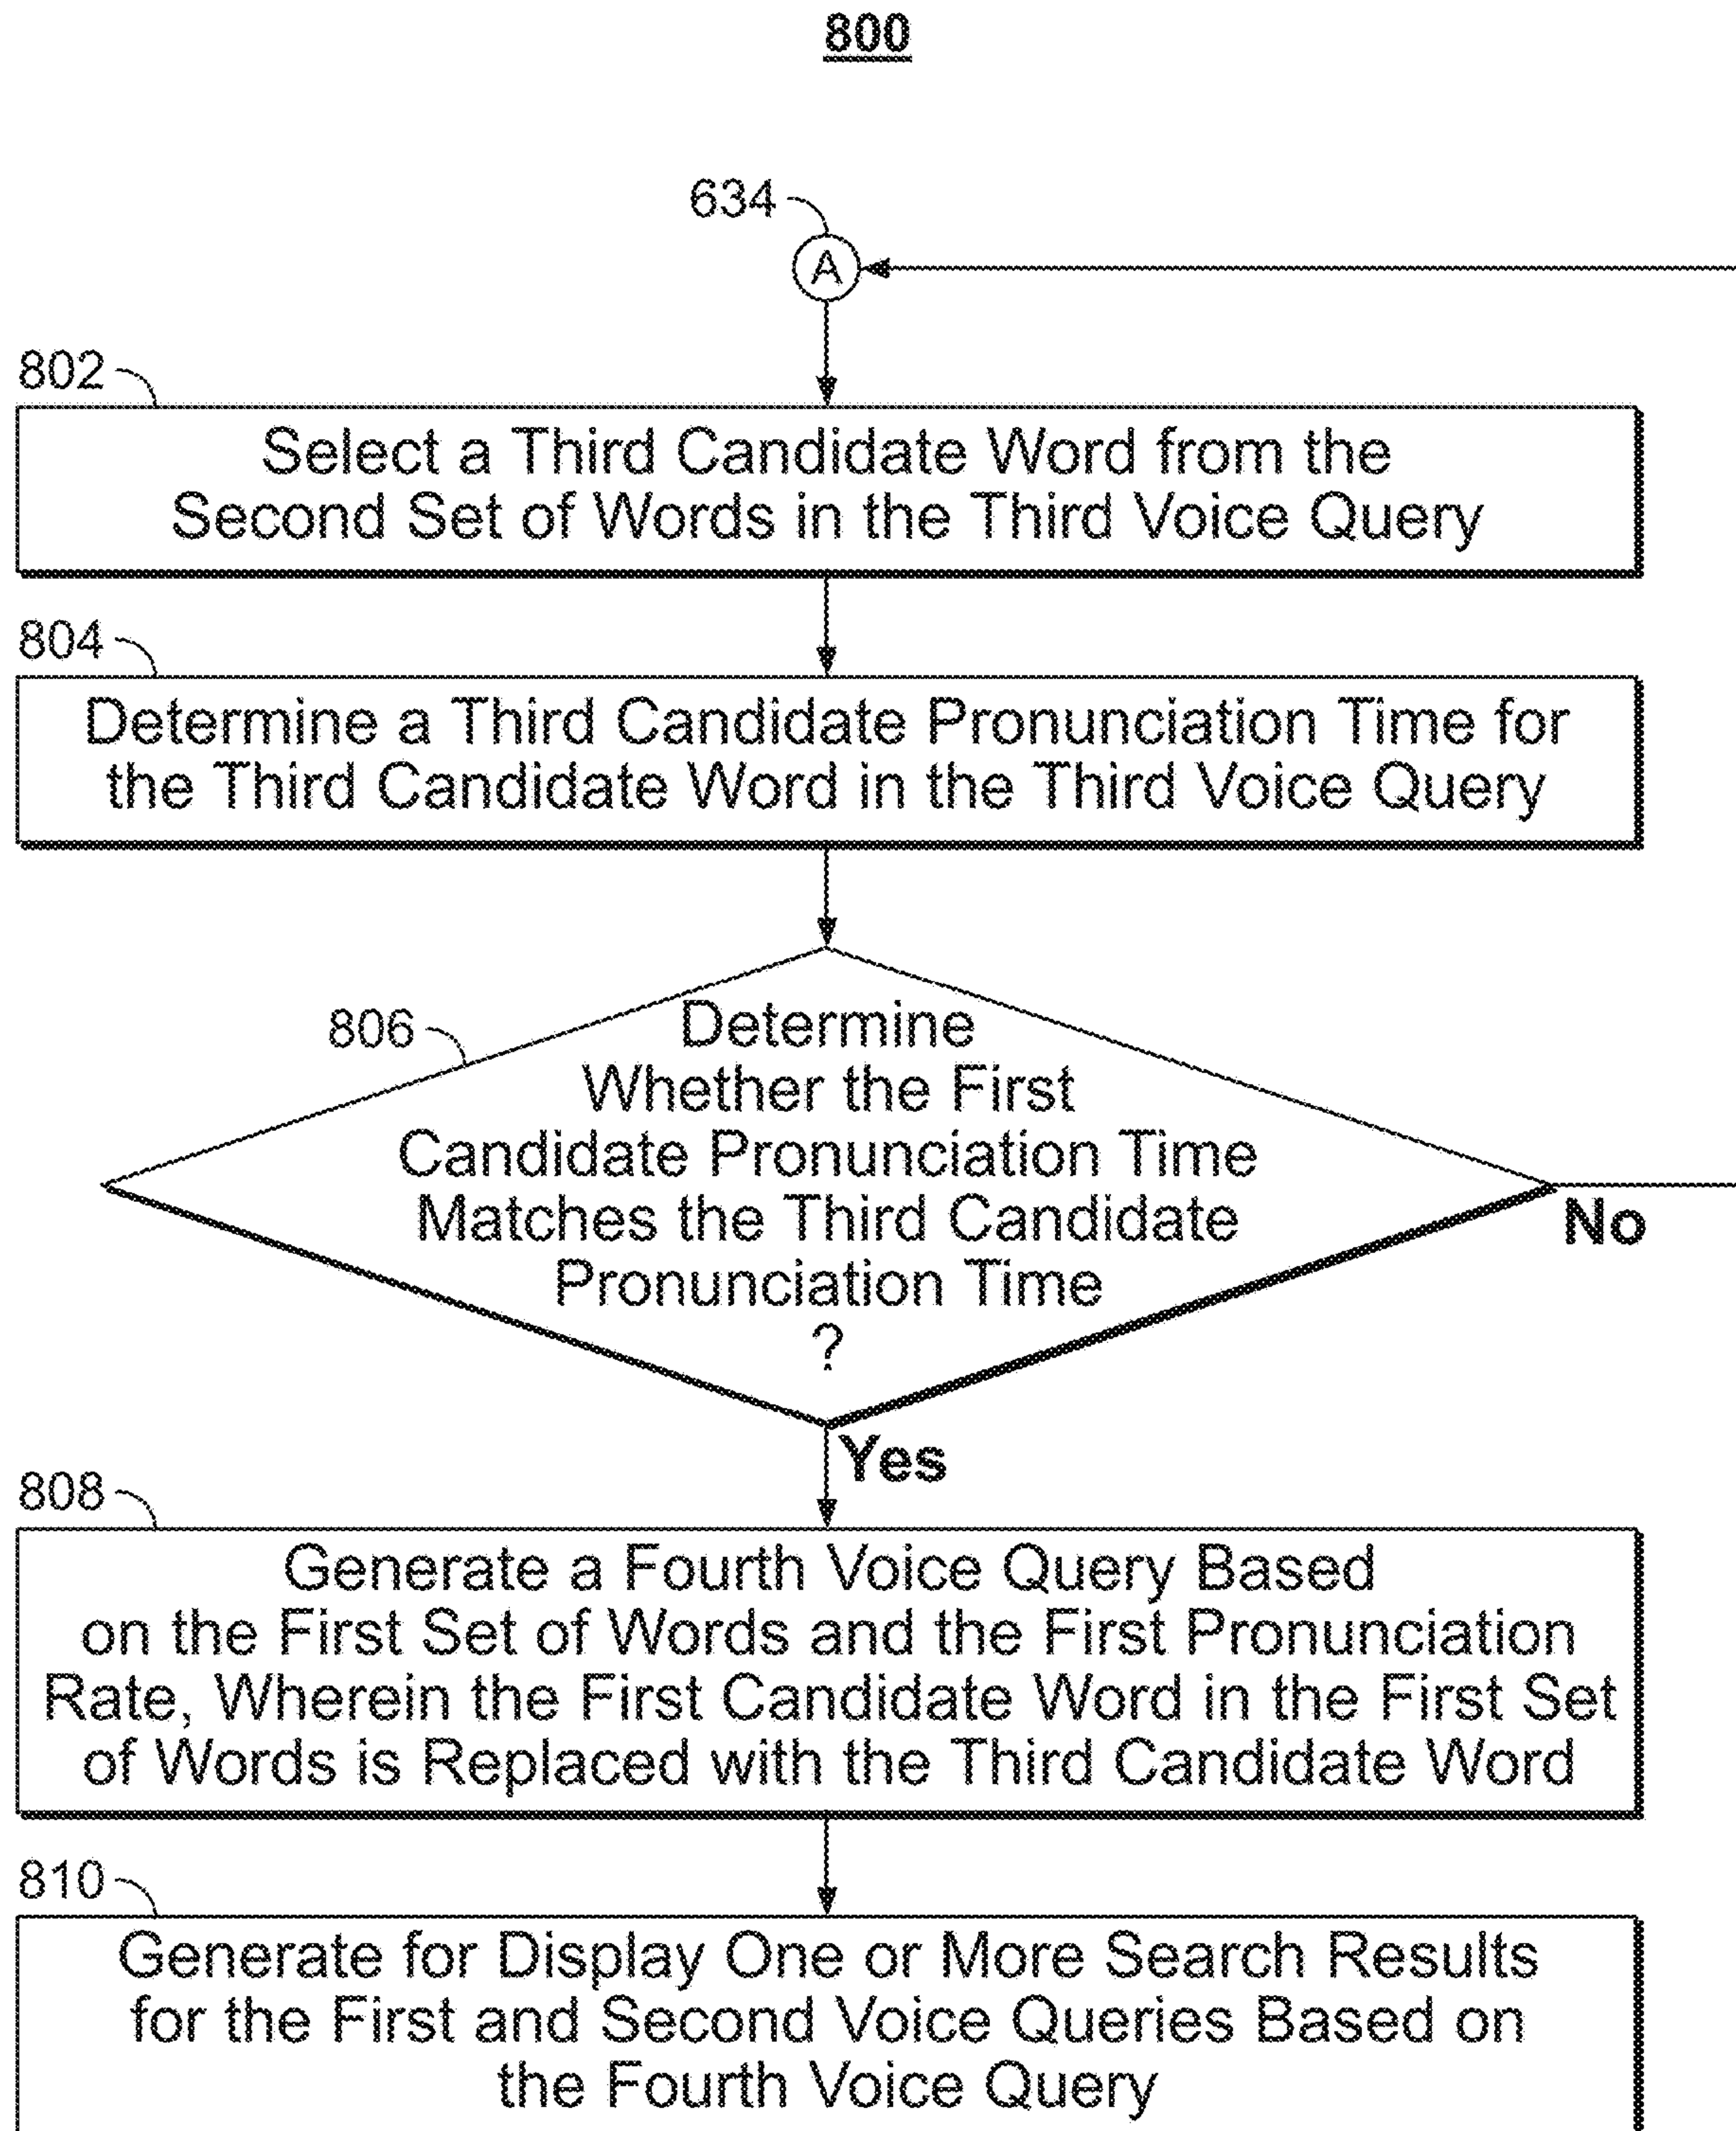 800
634
A
802
Select a Third Candidate Word from the
Second Set of Words in the Third Voice Query
804
Determine a Third Candidate Pronunciation Time for
the Third Candidate Word in the Third Voice Query
806
Determine
Whether the First
Candidate Pronunciation Time
Matches the Third Candidate
Pronunciation Time
?
No
Yes
808
Generate a Fourth Voice Query Based
on the First Set of Words and the First Pronunciation
Rate, Wherein the First Candidate Word in the First Set
of Words is Replaced with the Third Candidate Word
810
Generate for Display One or More Search Results
for the First and Second Voice Queries Based on
the Fourth Voice Query